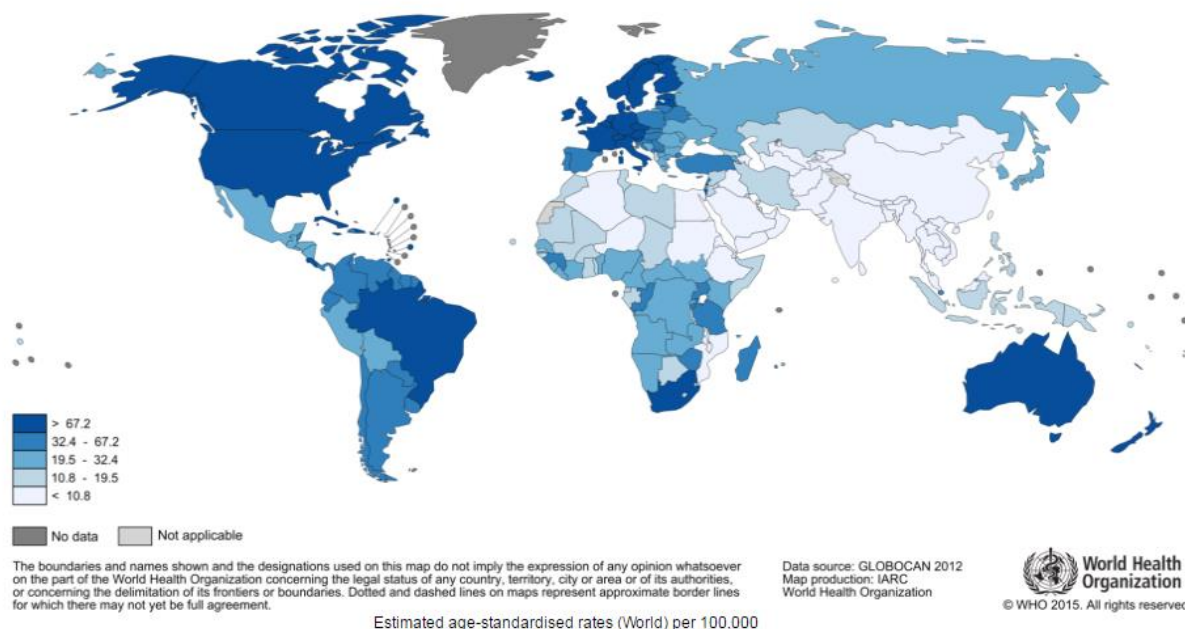 > 67.2
32.4 - 67.2
19.5 - 32.4
10.8 - 19.5
< 10.8
No data
Not applicable
The boundaries and names shown and the designations used on this map do not imply the expression of any opinion whatsoever
on the part of the World Health Organization concerning the legal status of any country, territory, city or area or of its authorities,
or concerning the delimitation of its frontiers or boundaries. Dotted and dashed lines on maps represent approximate border lines
for which there may not yet be full agreement.
Data source: GLOBOCAN 2012
Map production: IARC
World Health Organization
World Health
Organization
© WHO 2015. All rights reserved
Estimated age-standardised rates (World) per 100,000